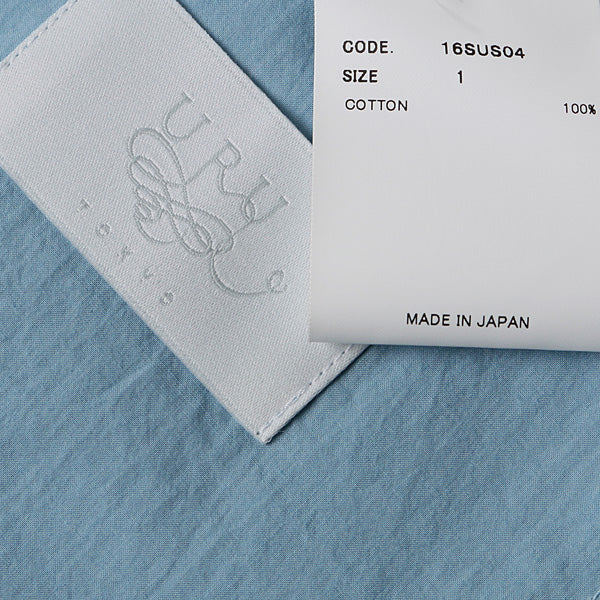 URU
TOKYO
CODE. 16SUS04
SIZE 1
COTTON 100%
MADE IN JAPAN